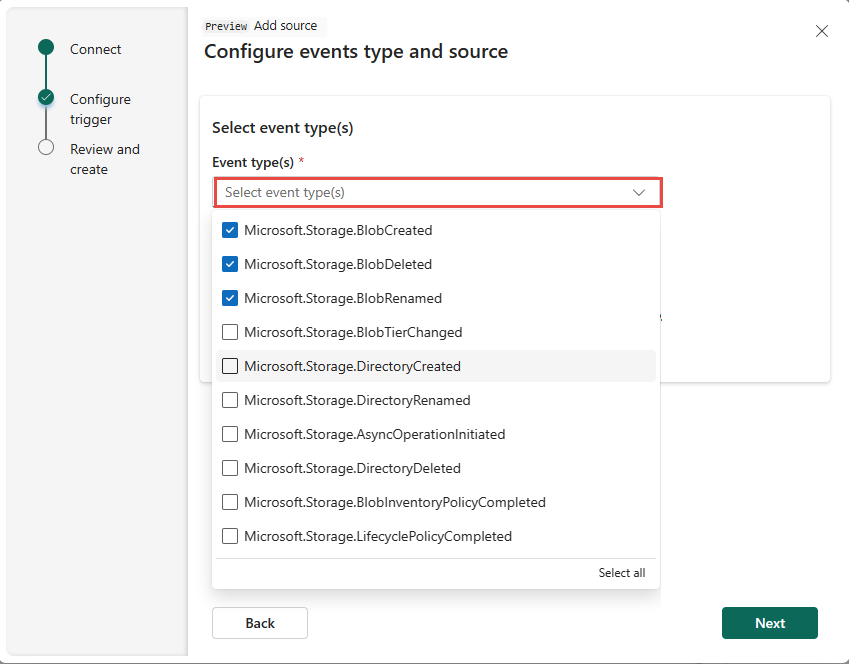 Connect
Configure
trigger
Review and
create
Preview Add source
Configure events type and source
Select event type(s)
Event type(s) *
Select event type(s)
Microsoft.Storage.BlobCreated
Microsoft.Storage.BlobDeleted
Microsoft.Storage.BlobRenamed
Microsoft.Storage.BlobTierChanged
Microsoft.Storage.DirectoryCreated
Microsoft.Storage.DirectoryRenamed
Microsoft.Storage.AsyncOperationInitiated
Microsoft.Storage.DirectoryDeleted
Microsoft.Storage.BlobInventoryPolicyCompleted
Microsoft.Storage.LifecyclePolicyCompleted
Select all
Back
Next